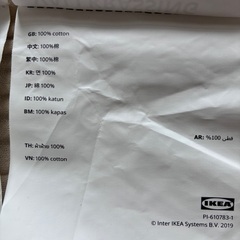 GB: 100% cotton
中文: 100%棉
繁中: 100%棉
KR: 면 100%
JP: 綿 100%
ID: 100% katun
BM: 100% kapas
AR: قطن 100%
TH: ผ้าฝ้าย 100%
VN: 100% cotton
IKEA
PI-610783-1
© Inter IKEA Systems B.V. 2019